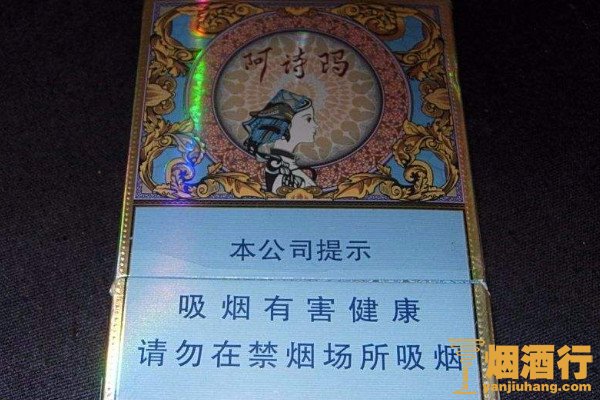 阿诗玛
本公司提示
吸烟有害健康
请勿在禁烟场所吸烟
烟酒行
yanjiuhang.com